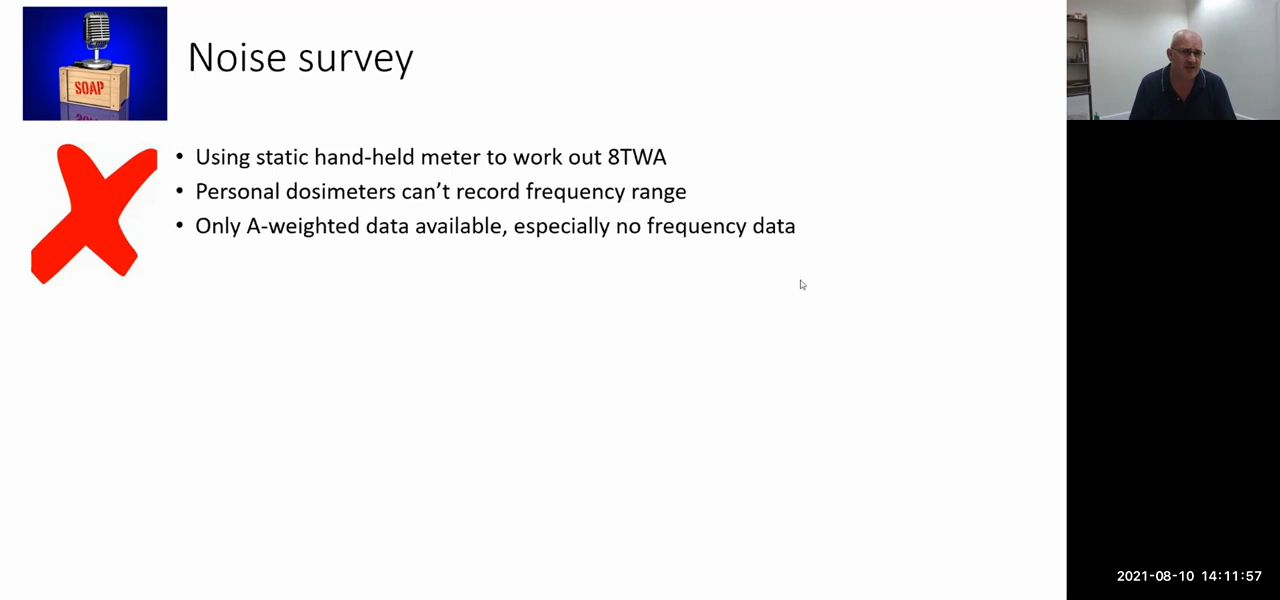 SOAP
Noise survey
• Using static hand-held meter to work out 8TWA
• Personal dosimeters can’t record frequency range
• Only A-weighted data available, especially no frequency data
2021-08-10 14:11:57